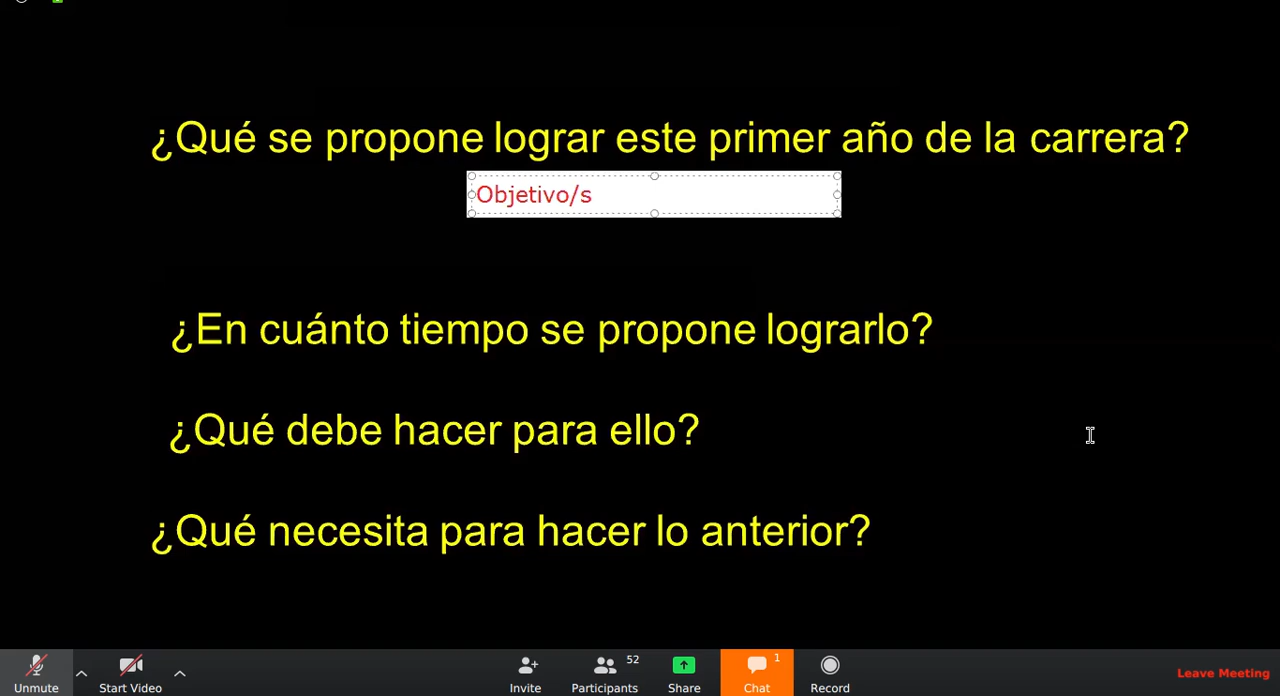 ¿Qué se propone lograr este primer año de la carrera?
Objetivo/s
¿En cuánto tiempo se propone lograrlo?
¿Qué debe hacer para ello?
¿Qué necesita para hacer lo anterior?
52
1
Unmute
Start Video
Invite
Participants
Share
Chat
Record
Leave Meeting